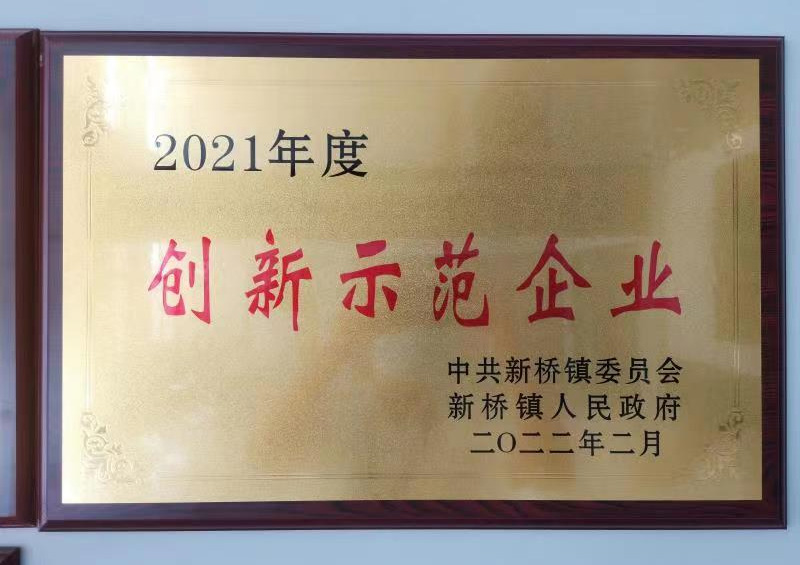 2021年度
创新示范企业
中共新桥镇委员会
新桥镇人民政府
二〇二二年二月